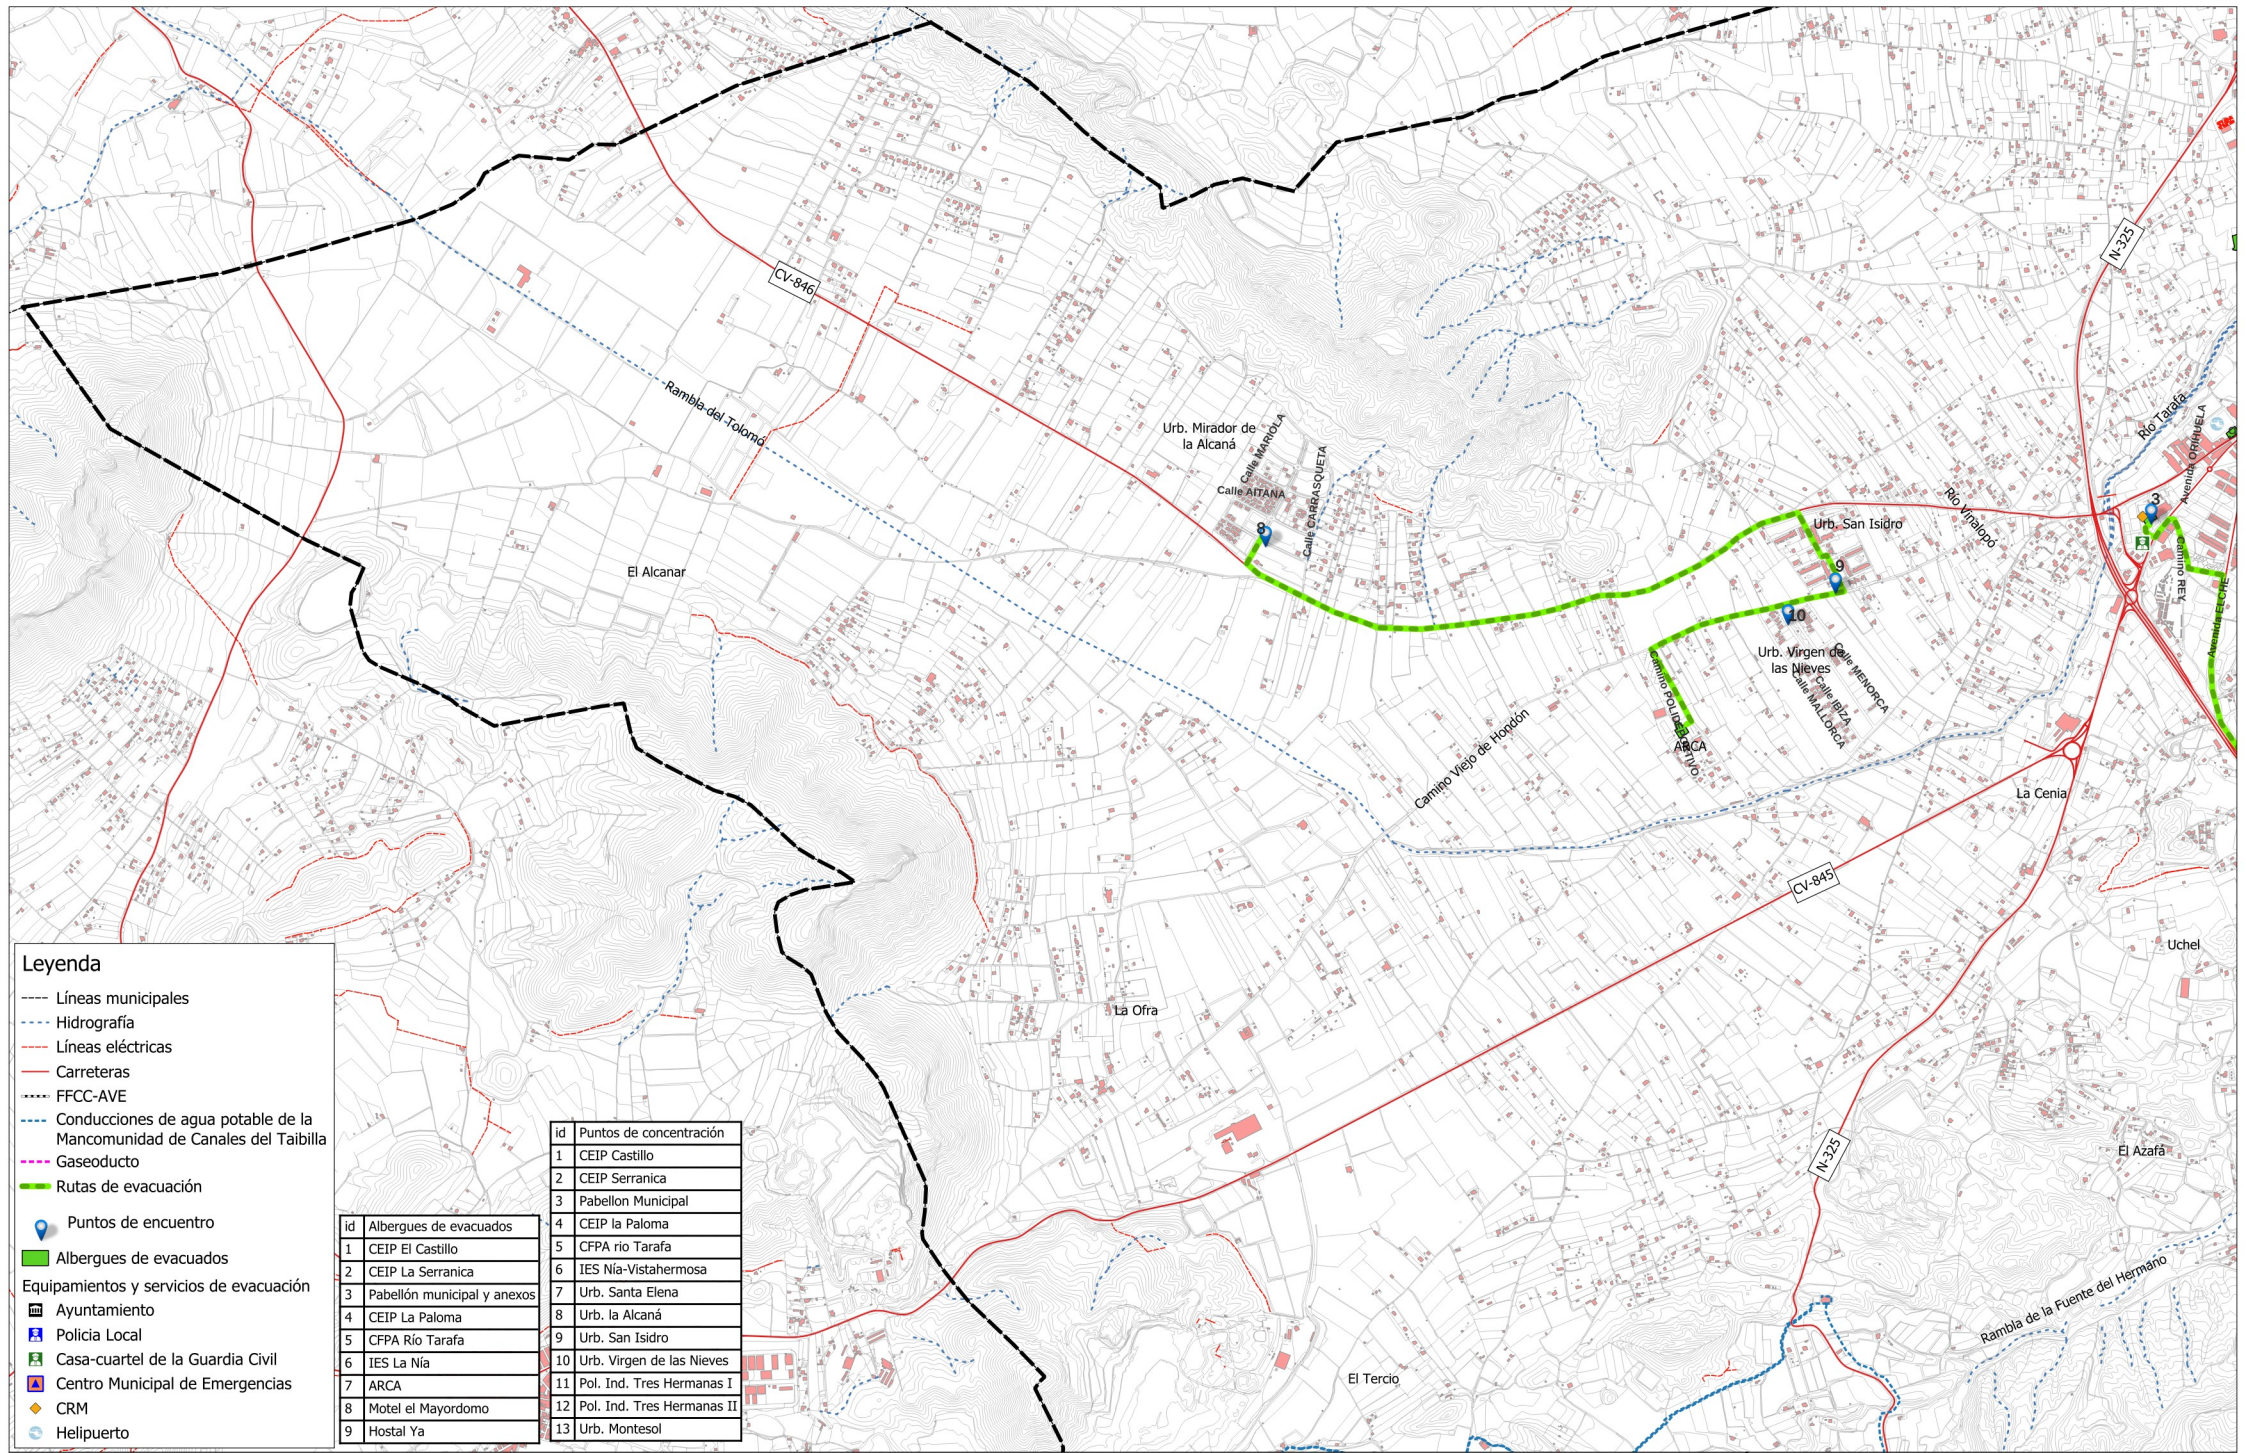 N-325
CV-846
Rambla del Tolomó
Urb. Mirador de
la Alcaná
Calle MARIOLA
Calle AITANA
Calle CARRASQUETA
8
El Alcanar
Río Tarafa
Avenida ORIHUELA
3
Río Vinalopó
Urb. San Isidro
Camino REY
Avenida ELCHE
9
10
Urb. Virgen de
las Nieves
Calle MENORCA
Calle IBIZA
Calle MALLORCA
Camino POLIDEPORTIVO
ARCA
Camino Viejo de Hondón
La Cenia
CV-845
Uchel
La Ofra
El Azafá
N-325
Rambla de la Fuente del Hermano
El Tercio
Leyenda
Líneas municipales
Hidrografía
Líneas eléctricas
Carreteras
FFCC-AVE
Conducciones de agua potable de la
Mancomunidad de Canales del Taibilla
Gaseoducto
Rutas de evacuación
Puntos de encuentro
Albergues de evacuados
Equipamientos y servicios de evacuación
Ayuntamiento
Policia Local
Casa-cuartel de la Guardia Civil
Centro Municipal de Emergencias
CRM
Helipuerto
id Albergues de evacuados
1 CEIP El Castillo
2 CEIP La Serranica
3 Pabellón municipal y anexos
4 CEIP La Paloma
5 CFPA Río Tarafa
6 IES La Nía
7 ARCA
8 Motel el Mayordomo
9 Hostal Ya
id Puntos de concentración
1 CEIP Castillo
2 CEIP Serranica
3 Pabellon Municipal
4 CEIP la Paloma
5 CFPA rio Tarafa
6 IES Nía-Vistahermosa
7 Urb. Santa Elena
8 Urb. la Alcaná
9 Urb. San Isidro
10 Urb. Virgen de las Nieves
11 Pol. Ind. Tres Hermanas I
12 Pol. Ind. Tres Hermanas II
13 Urb. Montesol